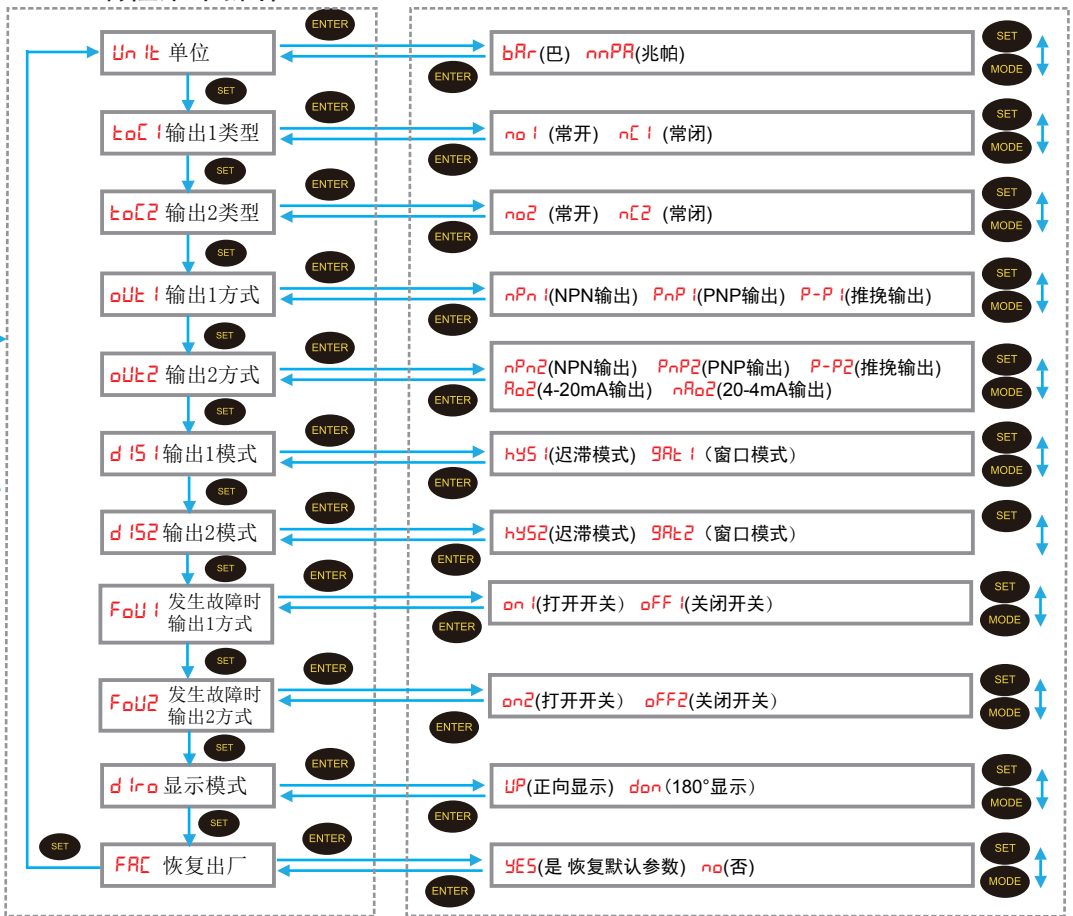 ENTER
Unit 单位
bAr(巴) nnPA(兆帕)
SET
MODE
ENTER
SET
ENTER
toC1输出1类型
no1 (常开) nC1 (常闭)
SET
MODE
ENTER
SET
ENTER
toC2 输出2类型
no2 (常开) nC2 (常闭)
SET
MODE
ENTER
SET
ENTER
oUt1 输出1方式
nPn1(NPN输出) PnP1(PNP输出) P-P1(推挽输出)
SET
MODE
ENTER
SET
ENTER
oUt2 输出2方式
nPn2(NPN输出) PnP2(PNP输出) P-P2(推挽输出)
Ao2(4-20mA输出) nAo2(20-4mA输出)
SET
MODE
ENTER
SET
ENTER
d1S1输出1模式
hYS1(迟滞模式) gAt1（窗口模式）
SET
MODE
ENTER
SET
ENTER
d1S2 输出2模式
hYS2(迟滞模式) gAt2（窗口模式）
SET
ENTER
SET
ENTER
FoU1 发生故障时
输出1方式
on1(打开开关） oFF1(关闭开关）
SET
MODE
ENTER
SET
ENTER
FoU2 发生故障时
输出2方式
on2(打开开关） oFF2(关闭开关）
SET
MODE
ENTER
SET
ENTER
d1ro 显示模式
UP(正向显示) don（180°显示）
SET
MODE
ENTER
SET
SET
ENTER
FAC 恢复出厂
YES(是 恢复默认参数) no(否)
SET
MODE
ENTER